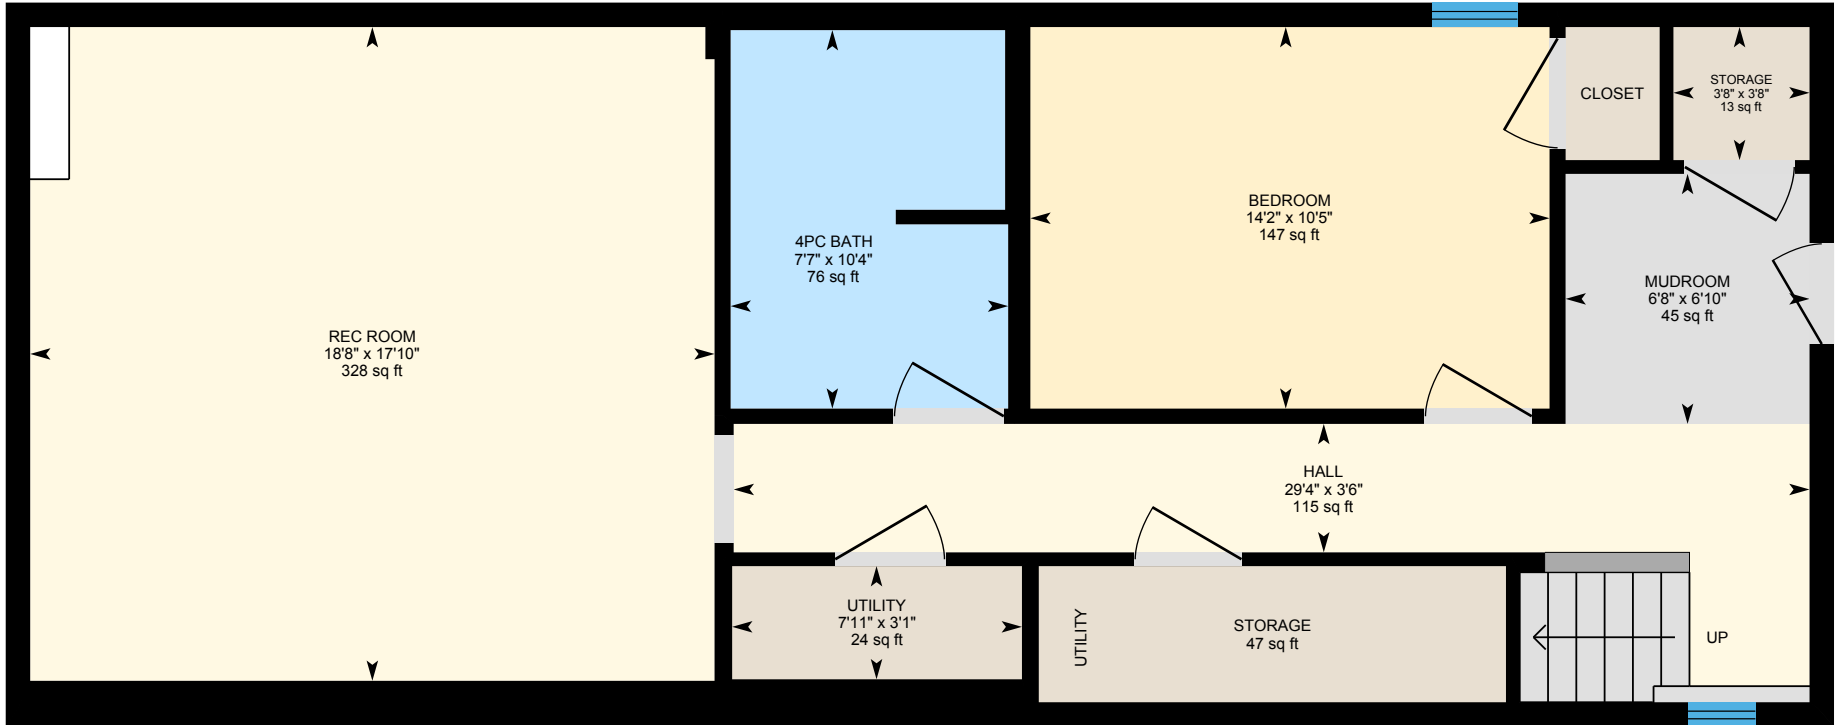 REC ROOM
18'8" x 17'10"
328 sq ft
4PC BATH
7'7" x 10'4"
76 sq ft
BEDROOM
14'2" x 10'5"
147 sq ft
CLOSET
STORAGE
3'8" x 3'8"
13 sq ft
MUDROOM
6'8" x 6'10"
45 sq ft
HALL
29'4" x 3'6"
115 sq ft
UTILITY
7'11" x 3'1"
24 sq ft
UTILITY
STORAGE
47 sq ft
UP